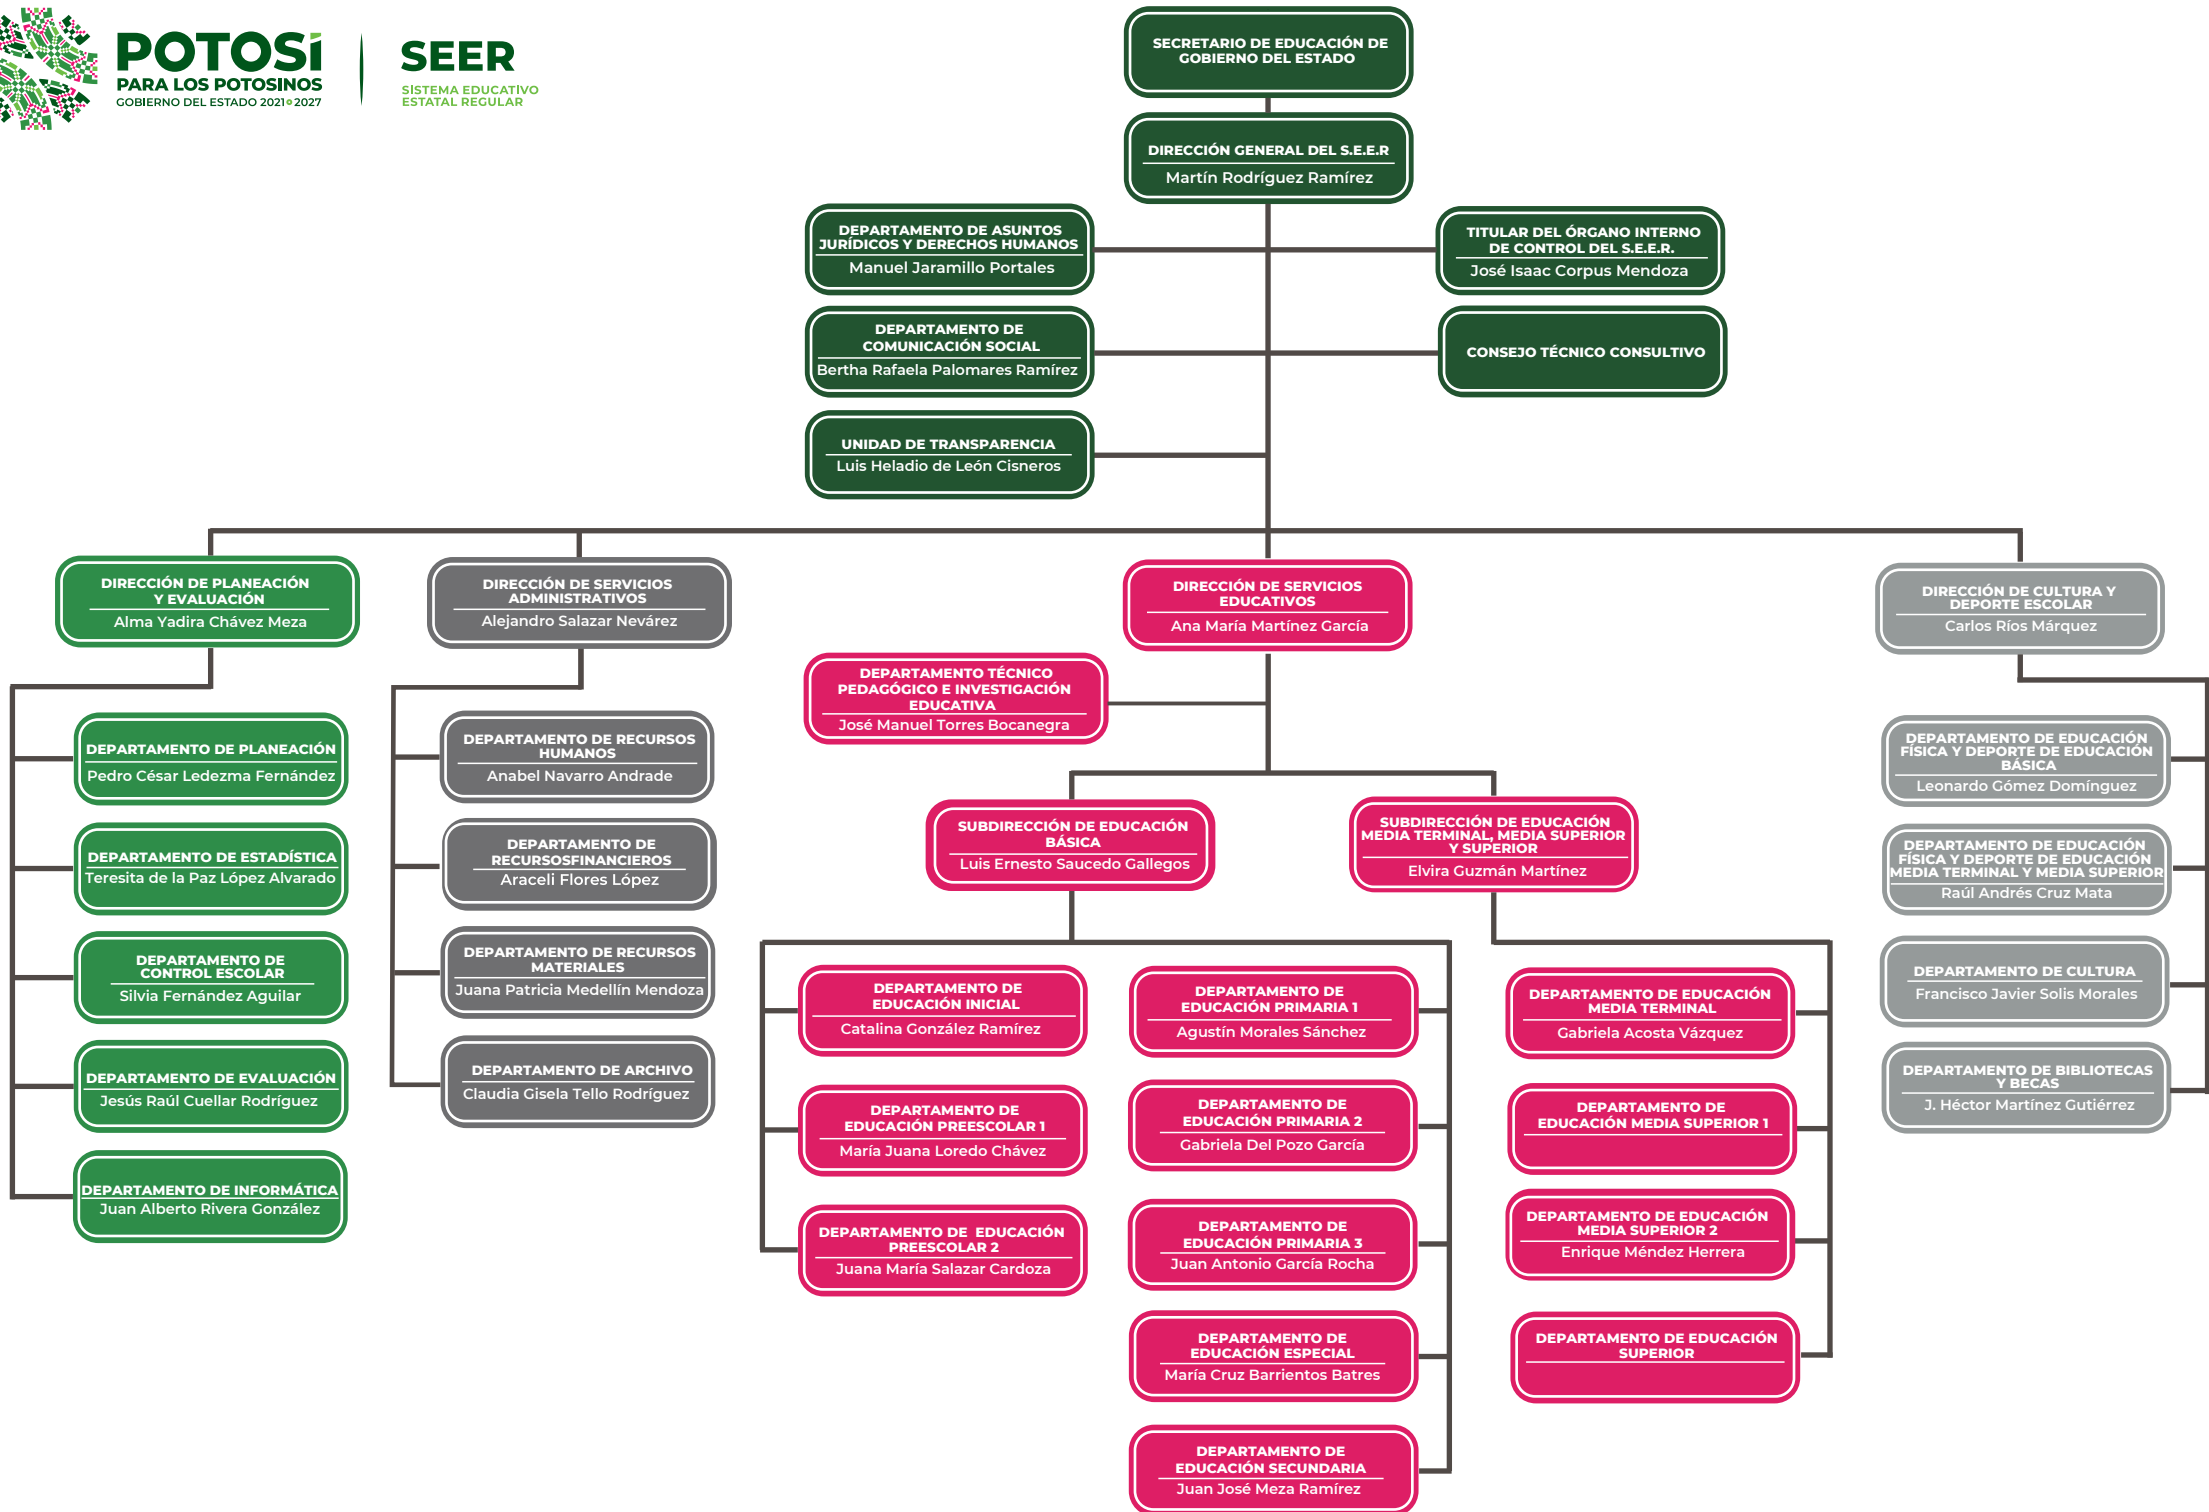 POTOSÍ
PARA LOS POTOSINOS
GOBIERNO DEL ESTADO 2021 2027
SEER
SISTEMA EDUCATIVO
ESTATAL REGULAR
SECRETARIO DE EDUCACIÓN DE
GOBIERNO DEL ESTADO
DIRECCIÓN GENERAL DEL S.E.E.R
Martín Rodríguez Ramírez
DEPARTAMENTO DE ASUNTOS
JURÍDICOS Y DERECHOS HUMANOS
Manuel Jaramillo Portales
TITULAR DEL ÓRGANO INTERNO
DE CONTROL DEL S.E.E.R.
José Isaac Corpus Mendoza
DEPARTAMENTO DE
COMUNICACIÓN SOCIAL
Bertha Rafaela Palomares Ramírez
CONSEJO TÉCNICO CONSULTIVO
UNIDAD DE TRANSPARENCIA
Luis Heladio de León Cisneros
DIRECCIÓN DE PLANEACIÓN
Y EVALUACIÓN
Alma Yadira Chávez Meza
DEPARTAMENTO DE PLANEACIÓN
Pedro César Ledezma Fernández
DEPARTAMENTO DE ESTADÍSTICA
Teresita de la Paz López Alvarado
DEPARTAMENTO DE
CONTROL ESCOLAR
Silvia Fernández Aguilar
DEPARTAMENTO DE EVALUACIÓN
Jesús Raúl Cuellar Rodríguez
DEPARTAMENTO DE INFORMÁTICA
Juan Alberto Rivera González
DIRECCIÓN DE SERVICIOS
ADMINISTRATIVOS
Alejandro Salazar Nevárez
DEPARTAMENTO DE RECURSOS
HUMANOS
Anabel Navarro Andrade
DEPARTAMENTO DE
RECURSOSFINANCIEROS
Araceli Flores López
DEPARTAMENTO DE RECURSOS
MATERIALES
Juana Patricia Medellín Mendoza
DEPARTAMENTO DE ARCHIVO
Claudia Gisela Tello Rodríguez
DIRECCIÓN DE SERVICIOS
EDUCATIVOS
Ana María Martínez García
DEPARTAMENTO TÉCNICO
PEDAGÓGICO E INVESTIGACIÓN
EDUCATIVA
José Manuel Torres Bocanegra
SUBDIRECCIÓN DE EDUCACIÓN
BÁSICA
Luis Ernesto Saucedo Gallegos
DEPARTAMENTO DE
EDUCACIÓN INICIAL
Catalina González Ramírez
DEPARTAMENTO DE
EDUCACIÓN PREESCOLAR 1
María Juana Loredo Chávez
DEPARTAMENTO DE EDUCACIÓN
PREESCOLAR 2
Juana María Salazar Cardoza
DEPARTAMENTO DE
EDUCACIÓN PRIMARIA 1
Agustín Morales Sánchez
DEPARTAMENTO DE
EDUCACIÓN PRIMARIA 2
Gabriela Del Pozo García
DEPARTAMENTO DE
EDUCACIÓN PRIMARIA 3
Juan Antonio García Rocha
DEPARTAMENTO DE
EDUCACIÓN ESPECIAL
María Cruz Barrientos Batres
DEPARTAMENTO DE
EDUCACIÓN SECUNDARIA
Juan José Meza Ramírez
SUBDIRECCIÓN DE EDUCACIÓN
MEDIA TERMINAL, MEDIA SUPERIOR
Y SUPERIOR
Elvira Guzmán Martínez
DEPARTAMENTO DE EDUCACIÓN
MEDIA TERMINAL
Gabriela Acosta Vázquez
DEPARTAMENTO DE
EDUCACIÓN MEDIA SUPERIOR 1
DEPARTAMENTO DE EDUCACIÓN
MEDIA SUPERIOR 2
Enrique Méndez Herrera
DEPARTAMENTO DE EDUCACIÓN
SUPERIOR
DIRECCIÓN DE CULTURA Y
DEPORTE ESCOLAR
Carlos Ríos Márquez
DEPARTAMENTO DE EDUCACIÓN
FÍSICA Y DEPORTE DE EDUCACIÓN
BÁSICA
Leonardo Gómez Domínguez
DEPARTAMENTO DE EDUCACIÓN
FÍSICA Y DEPORTE DE EDUCACIÓN
MEDIA TERMINAL Y MEDIA SUPERIOR
Raúl Andrés Cruz Mata
DEPARTAMENTO DE CULTURA
Francisco Javier Solis Morales
DEPARTAMENTO DE BIBLIOTECAS
Y BECAS
J. Héctor Martínez Gutiérrez